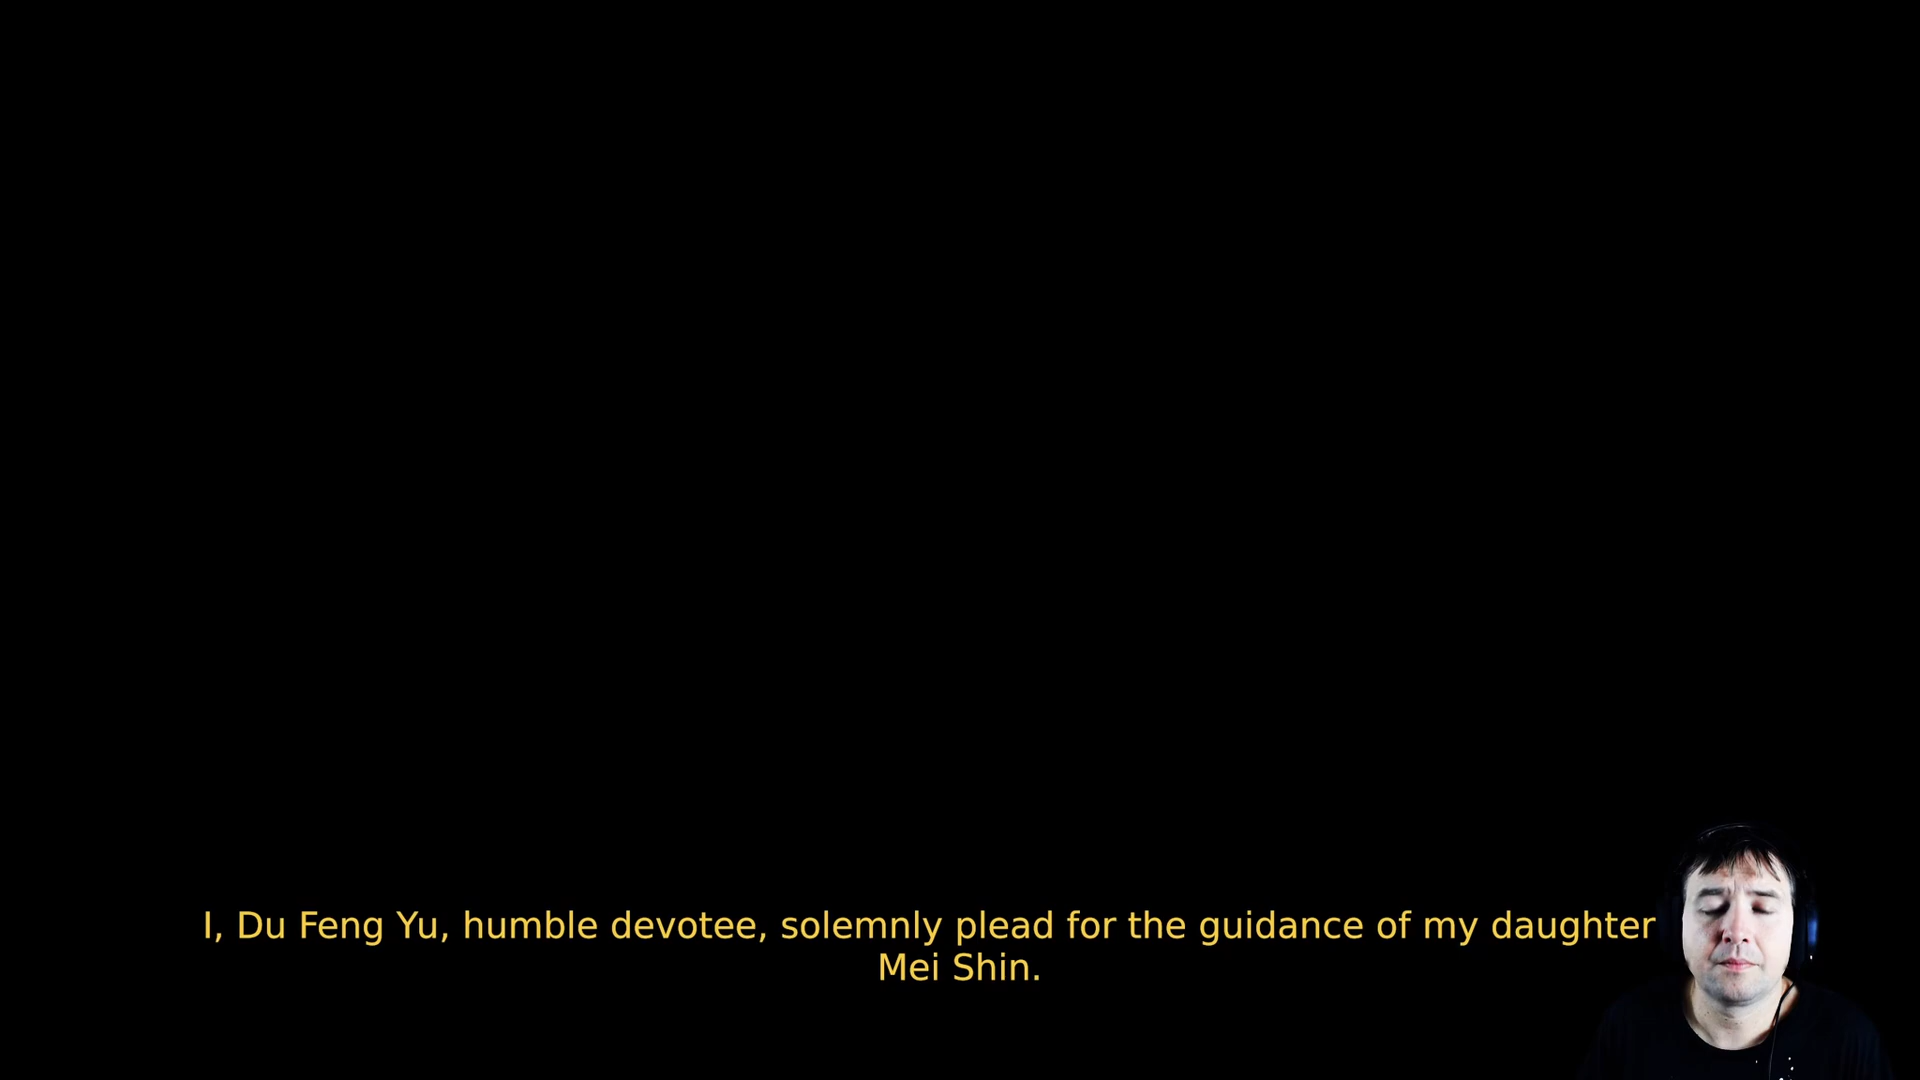 I, Du Feng Yu, humble devotee, solemnly plead for the guidance of my daughter
Mei Shin.